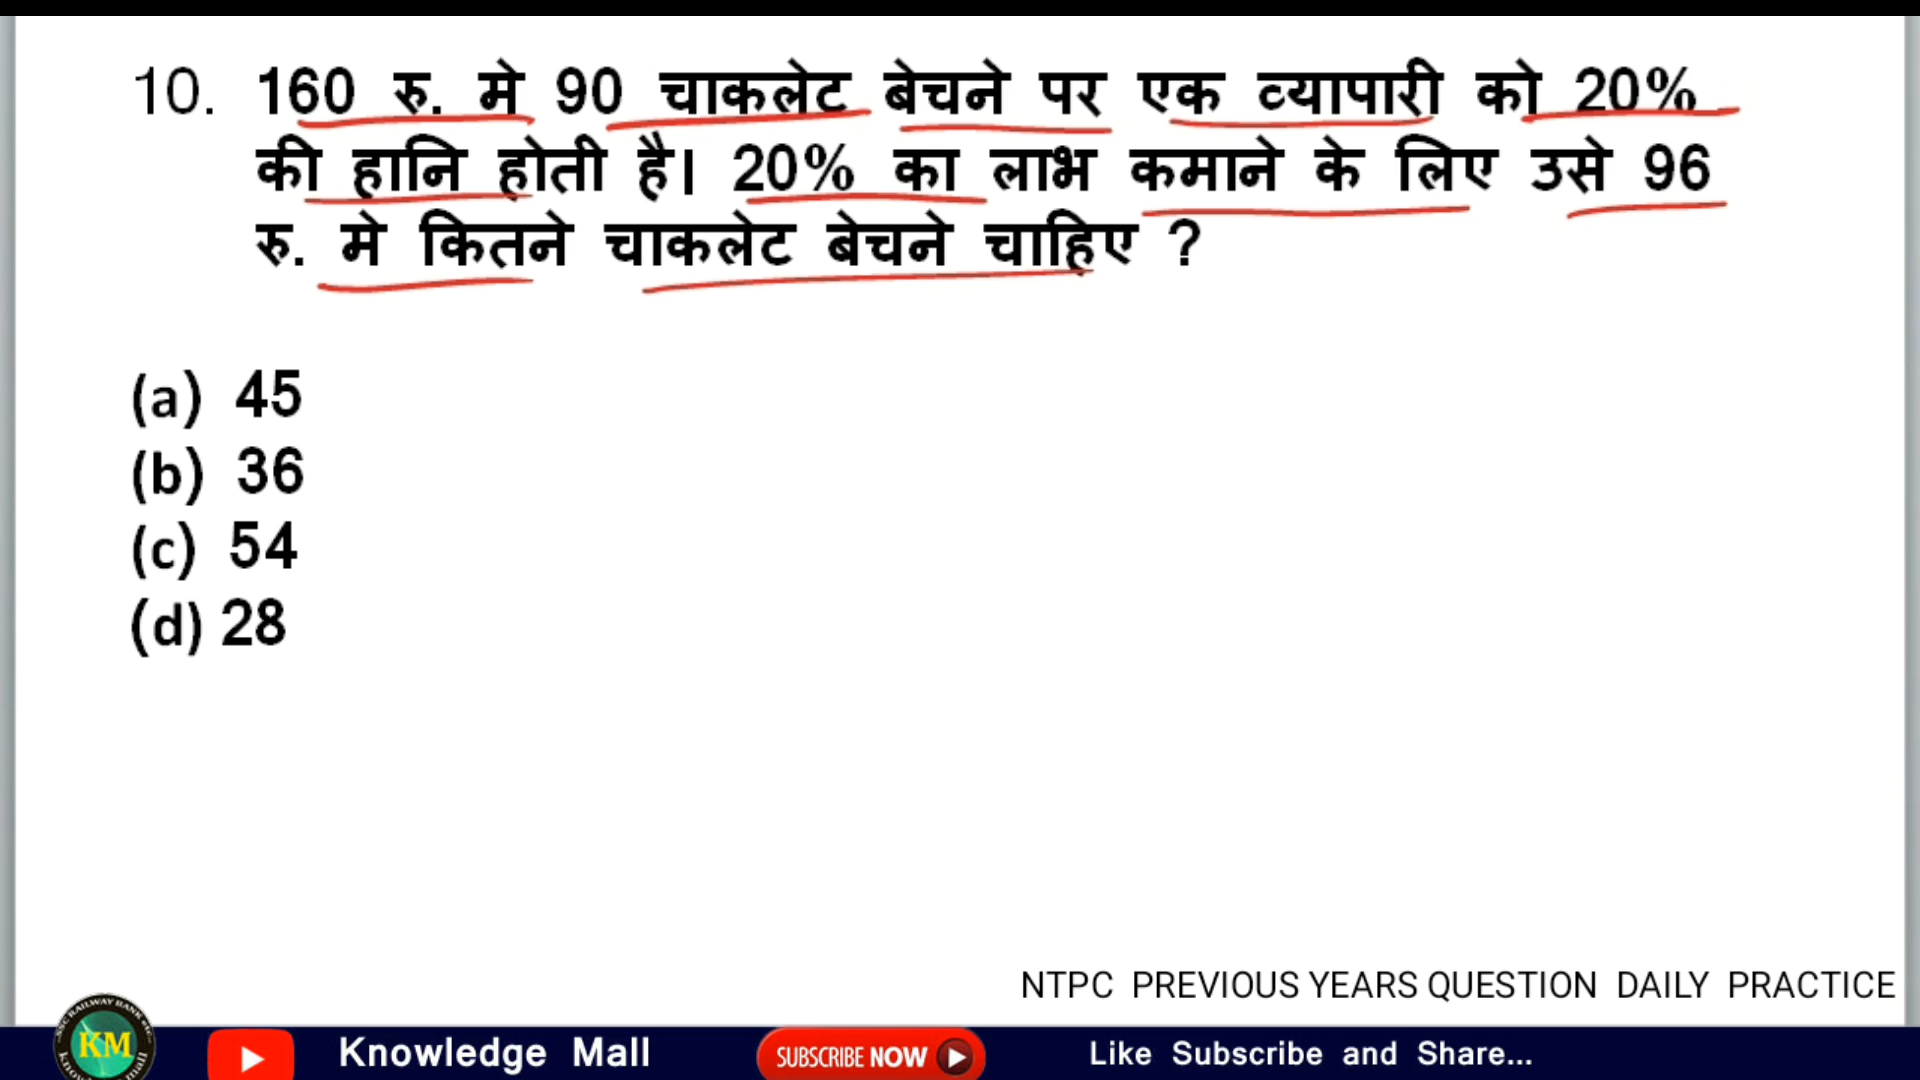 10. 160 रु. मे 90 चाकलेट बेचने पर एक व्यापारी को 20%
की हानि होती है। 20% का लाभ कमाने के लिए उसे 96
रु. मे कितने चाकलेट बेचने चाहिए ?
(a) 45
(b) 36
(c) 54
(d) 28
NTPC PREVIOUS YEARS QUESTION DAILY PRACTICE
KM
Knowledge Mall
SUBSCRIBE NOW
Like Subscribe and Share...